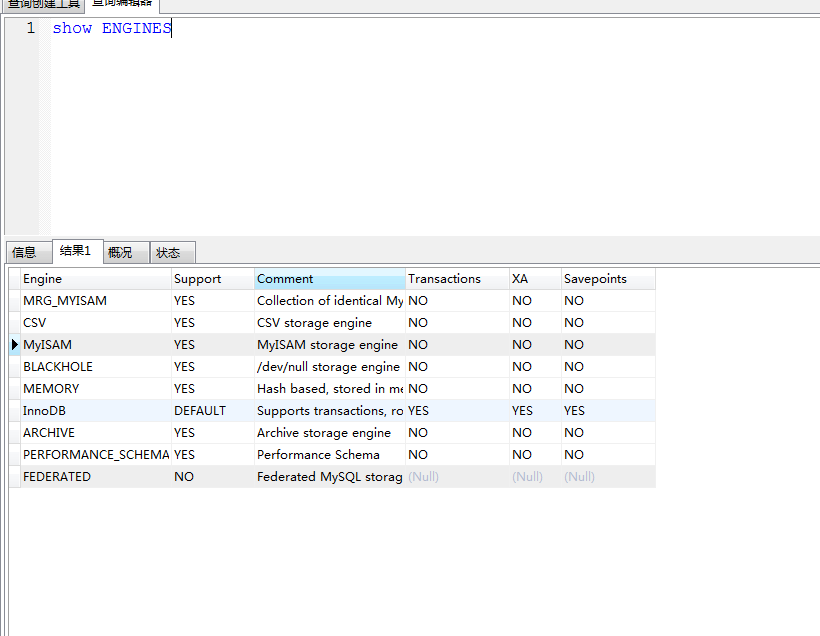 查询创建工具 查询编辑器
1 show ENGINES
信息 结果1 概况 状态
Engine Support Comment Transactions XA Savepoints
MRG_MYISAM YES Collection of identical My NO NO NO
CSV YES CSV storage engine NO NO NO
MyISAM YES MyISAM storage engine NO NO NO
BLACKHOLE YES /dev/null storage engine NO NO NO
MEMORY YES Hash based, stored in me NO NO NO
InnoDB DEFAULT Supports transactions, ro YES YES YES
ARCHIVE YES Archive storage engine NO NO NO
PERFORMANCE_SCHEMA YES Performance Schema NO NO NO
FEDERATED NO Federated MySQL storag (Null) (Null) (Null)